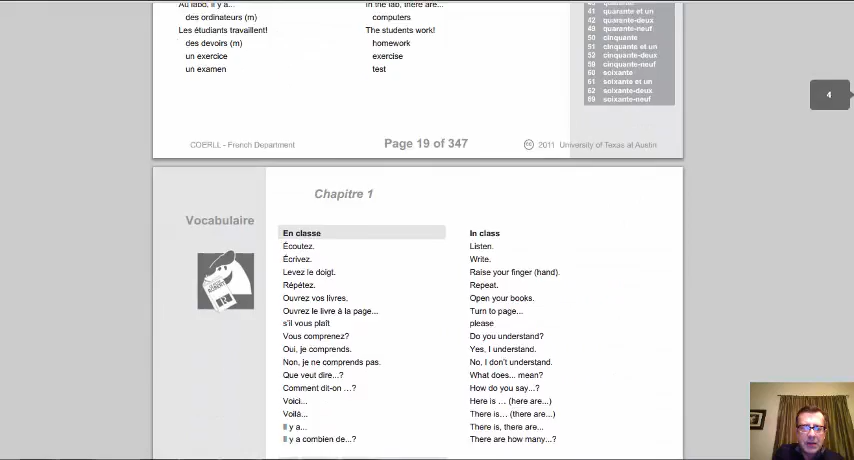 Au labo, il y a...
In the lab, there are...
des ordinateurs (m)
computers
Les étudiants travaillent!
The students work!
des devoirs (m)
homework
un exercice
exercise
un examen
test
41 quarante et un
42 quarante-deux
49 quarante-neuf
50 cinquante
51 cinquante et un
52 cinquante-deux
59 cinquante-neuf
60 soixante
61 soixante et un
62 soixante-deux
69 soixante-neuf
4
COERLL - French Department
Page 19 of 347
cc 2011 University of Texas at Austin
Chapitre 1
Vocabulaire
En classe
In class
Écoutez.
Listen.
Écrivez.
Write.
Levez le doigt.
Raise your finger (hand).
Répétez.
Repeat.
Ouvrez vos livres.
Open your books.
Ouvrez le livre à la page...
Turn to page...
s'il vous plaît
please
Vous comprenez?
Do you understand?
Oui, je comprends.
Yes, I understand.
Non, je ne comprends pas.
No, I don't understand.
Que veut dire...?
What does... mean?
Comment dit-on ...?
How do you say...?
Voici...
Here is ... (here are...)
Voilà...
There is... (there are...)
Il y a...
There is, there are...
Il y a combien de...?
There are how many...?